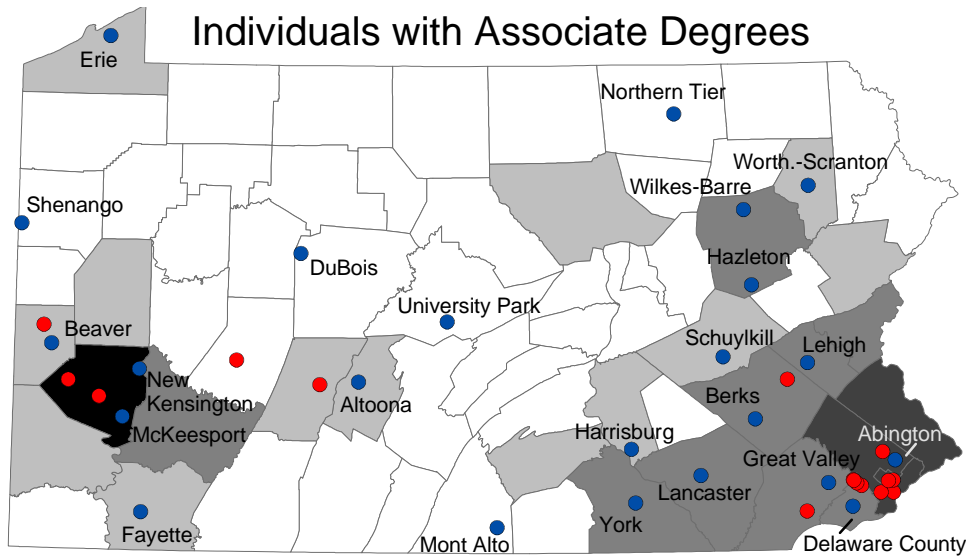 Individuals with Associate Degrees
Erie
Northern Tier
Worth.-Scranton
Wilkes-Barre
Shenango
Hazleton
DuBois
University Park
Beaver
Schuylkill
Lehigh
New
Kensington
Altoona
Berks
McKeesport
Harrisburg
Abington
Great Valley
Lancaster
York
Fayette
Mont Alto
Delaware County